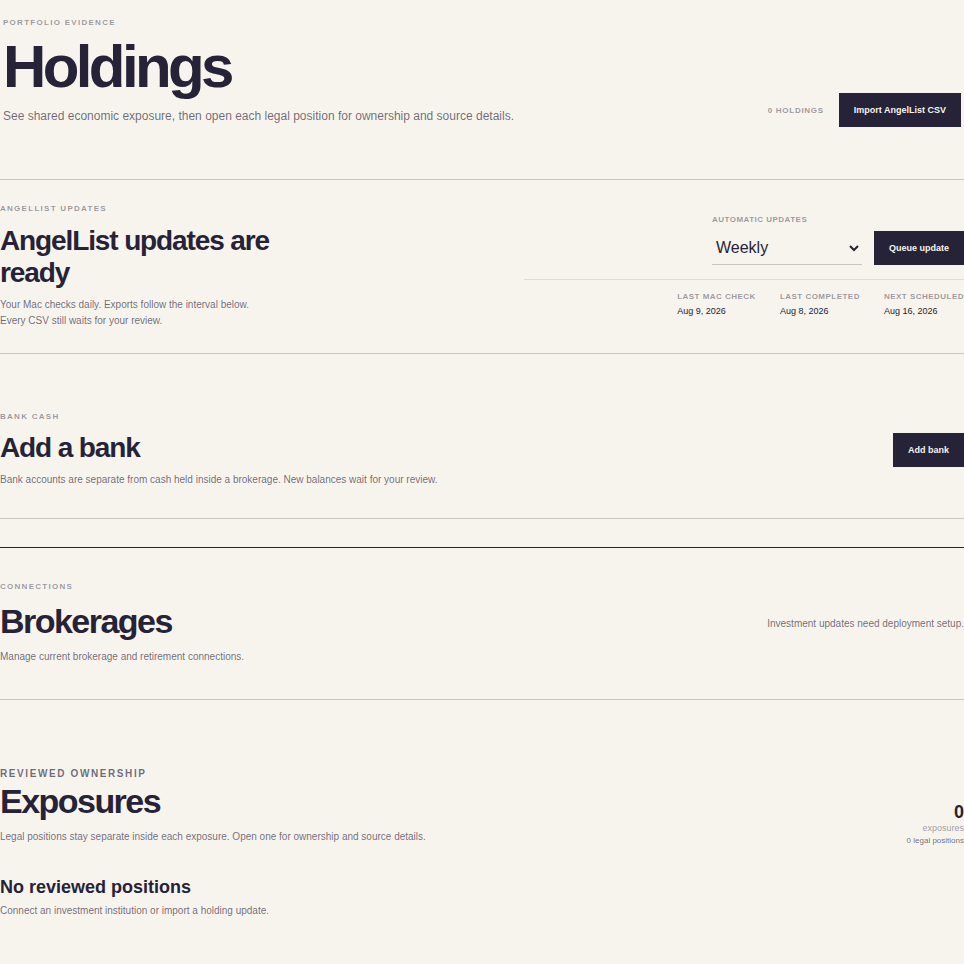 PORTFOLIO EVIDENCE
Holdings
See shared economic exposure, then open each legal position for ownership and source details.
0 HOLDINGS
Import AngelList CSV
ANGELLIST UPDATES
AngelList updates are
ready
Your Mac checks daily. Exports follow the interval below.
Every CSV still waits for your review.
AUTOMATIC UPDATES
Weekly
Queue update
LAST MAC CHECK
Aug 9, 2026
LAST COMPLETED
Aug 8, 2026
NEXT SCHEDULED
Aug 16, 2026
BANK CASH
Add a bank
Bank accounts are separate from cash held inside a brokerage. New balances wait for your review.
Add bank
CONNECTIONS
Brokerages
Manage current brokerage and retirement connections.
Investment updates need deployment setup.
REVIEWED OWNERSHIP
Exposures
Legal positions stay separate inside each exposure. Open one for ownership and source details.
0
exposures
0 legal positions
No reviewed positions
Connect an investment institution or import a holding update.